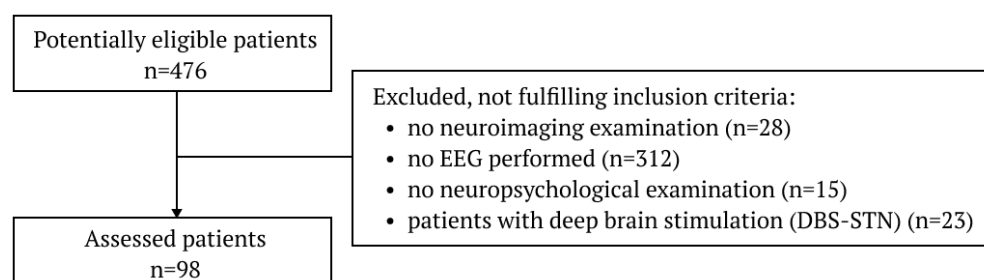 Potentially eligible patients
n=476
Excluded, not fulfilling inclusion criteria:
• no neuroimaging examination (n=28)
• no EEG performed (n=312)
• no neuropsychological examination (n=15)
• patients with deep brain stimulation (DBS-STN) (n=23)
Assessed patients
n=98